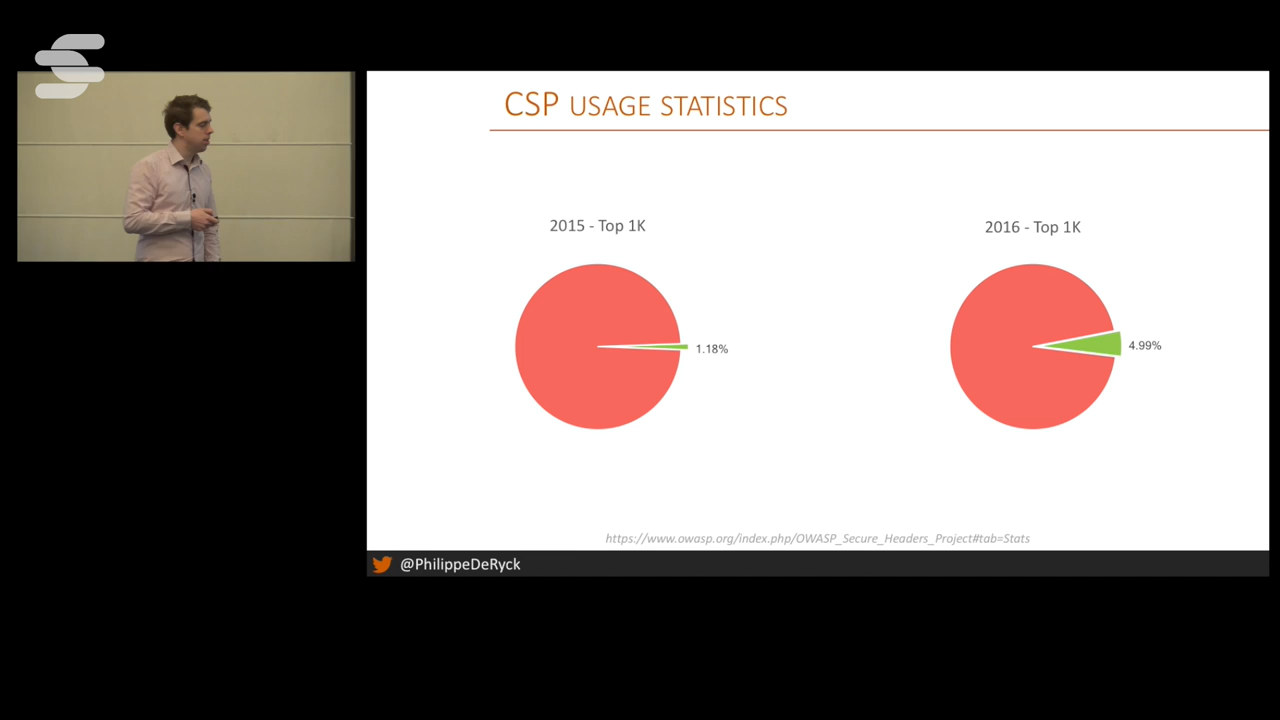 CSP USAGE STATISTICS
2015 - Top 1K
2016 - Top 1K
1.18%
4.99%
https://www.owasp.org/index.php/OWASP_Secure_Headers_Project#tab=Stats
@PhilippeDeRyck